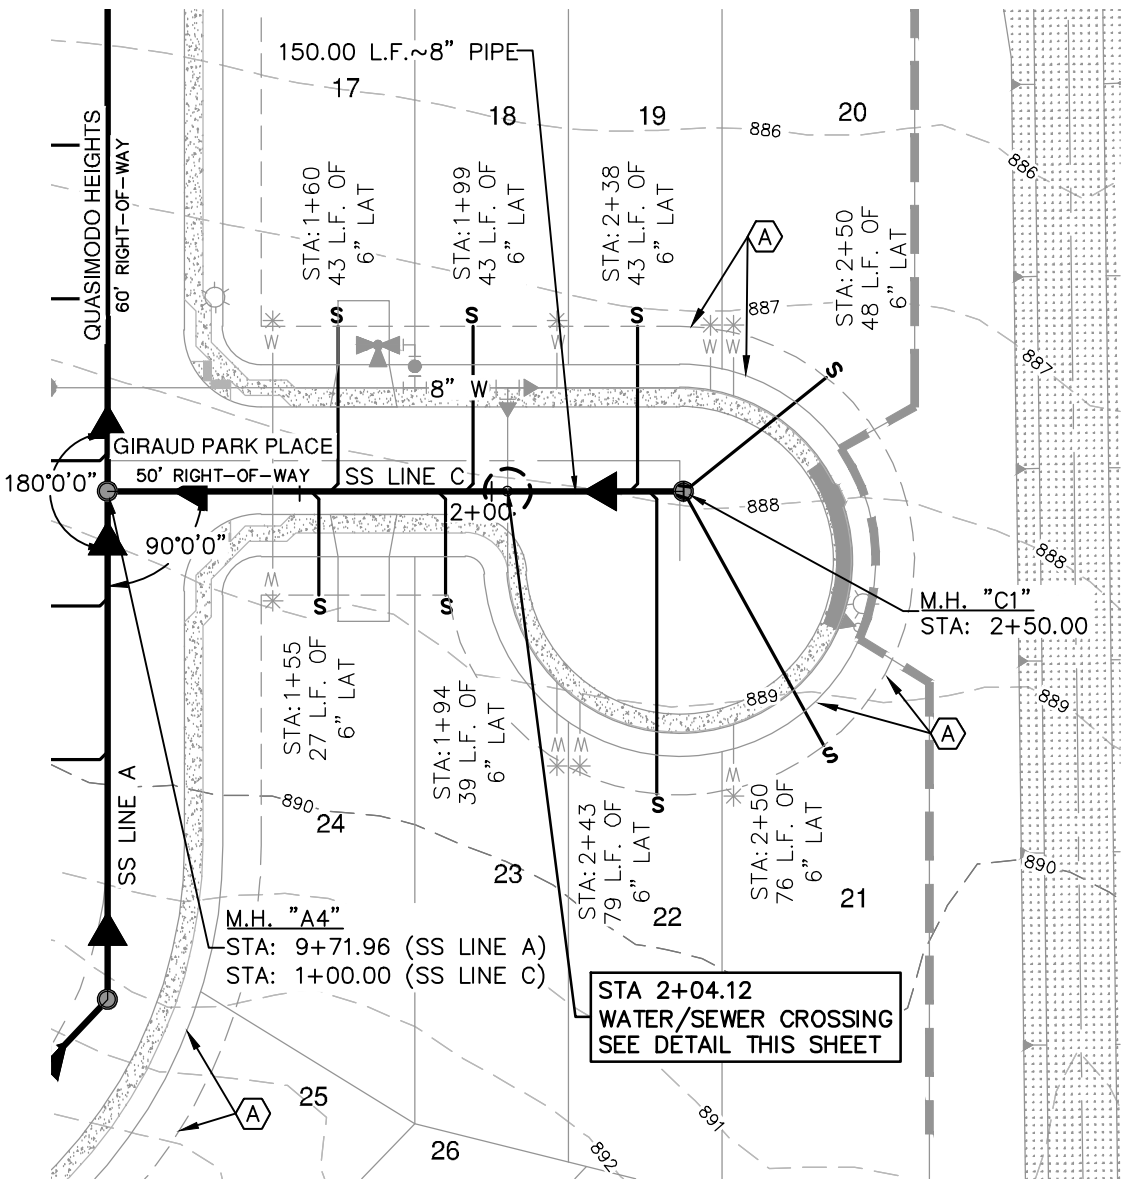 150.00 L.F.~8" PIPE
17
18
19
20
886
886
QUASIMODO HEIGHTS
60' RIGHT-OF-WAY
STA: 1+60
43 L.F. OF
6" LAT
STA: 1+99
43 L.F. OF
6" LAT
STA: 2+38
43 L.F. OF
6" LAT
A
STA: 2+50
48 L.F. OF
6" LAT
887
887
S
S
S
S
W
W
W
W
8" W
GIRAUD PARK PLACE
50' RIGHT-OF-WAY
SS LINE C
180°0'0"
90°0'0"
2+00
888
888
M.H. "C1"
STA: 2+50.00
S
S
W
STA: 1+55
27 L.F. OF
6" LAT
STA: 1+94
39 L.F. OF
6" LAT
889
889
A
S
S
W
W
W
STA: 2+43
79 L.F. OF
6" LAT
STA: 2+50
76 L.F. OF
6" LAT
SS LINE A
890
24
23
22
21
890
M.H. "A4"
STA: 9+71.96 (SS LINE A)
STA: 1+00.00 (SS LINE C)
STA 2+04.12
WATER/SEWER CROSSING
SEE DETAIL THIS SHEET
A
25
26
891
892